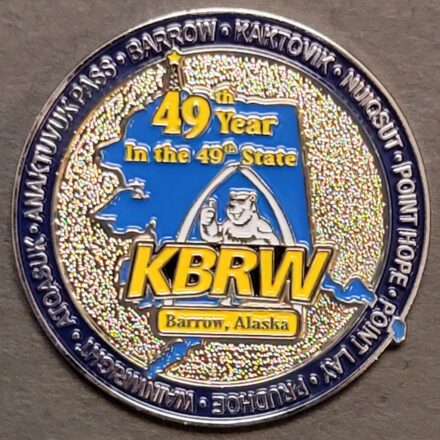 ANAKTUVUK PASS • BARROW • KAKTOVIK • NUIQSUT • POINT HOPE • POINT LAY • PRUDHOE • WAINWRIGHT • ATQASUK •
49th Year
In the 49th State
KBRW
Barrow, Alaska